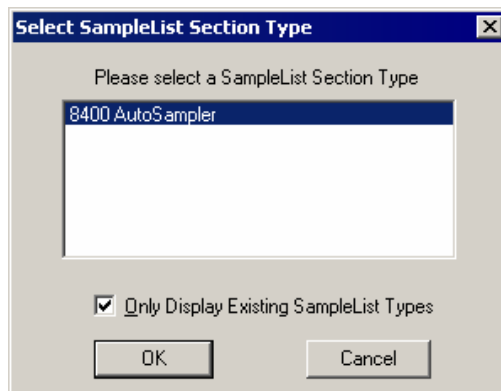 Select SampleList Section Type
Please select a SampleList Section Type
8400 AutoSampler
Only Display Existing SampleList Types
OK Cancel